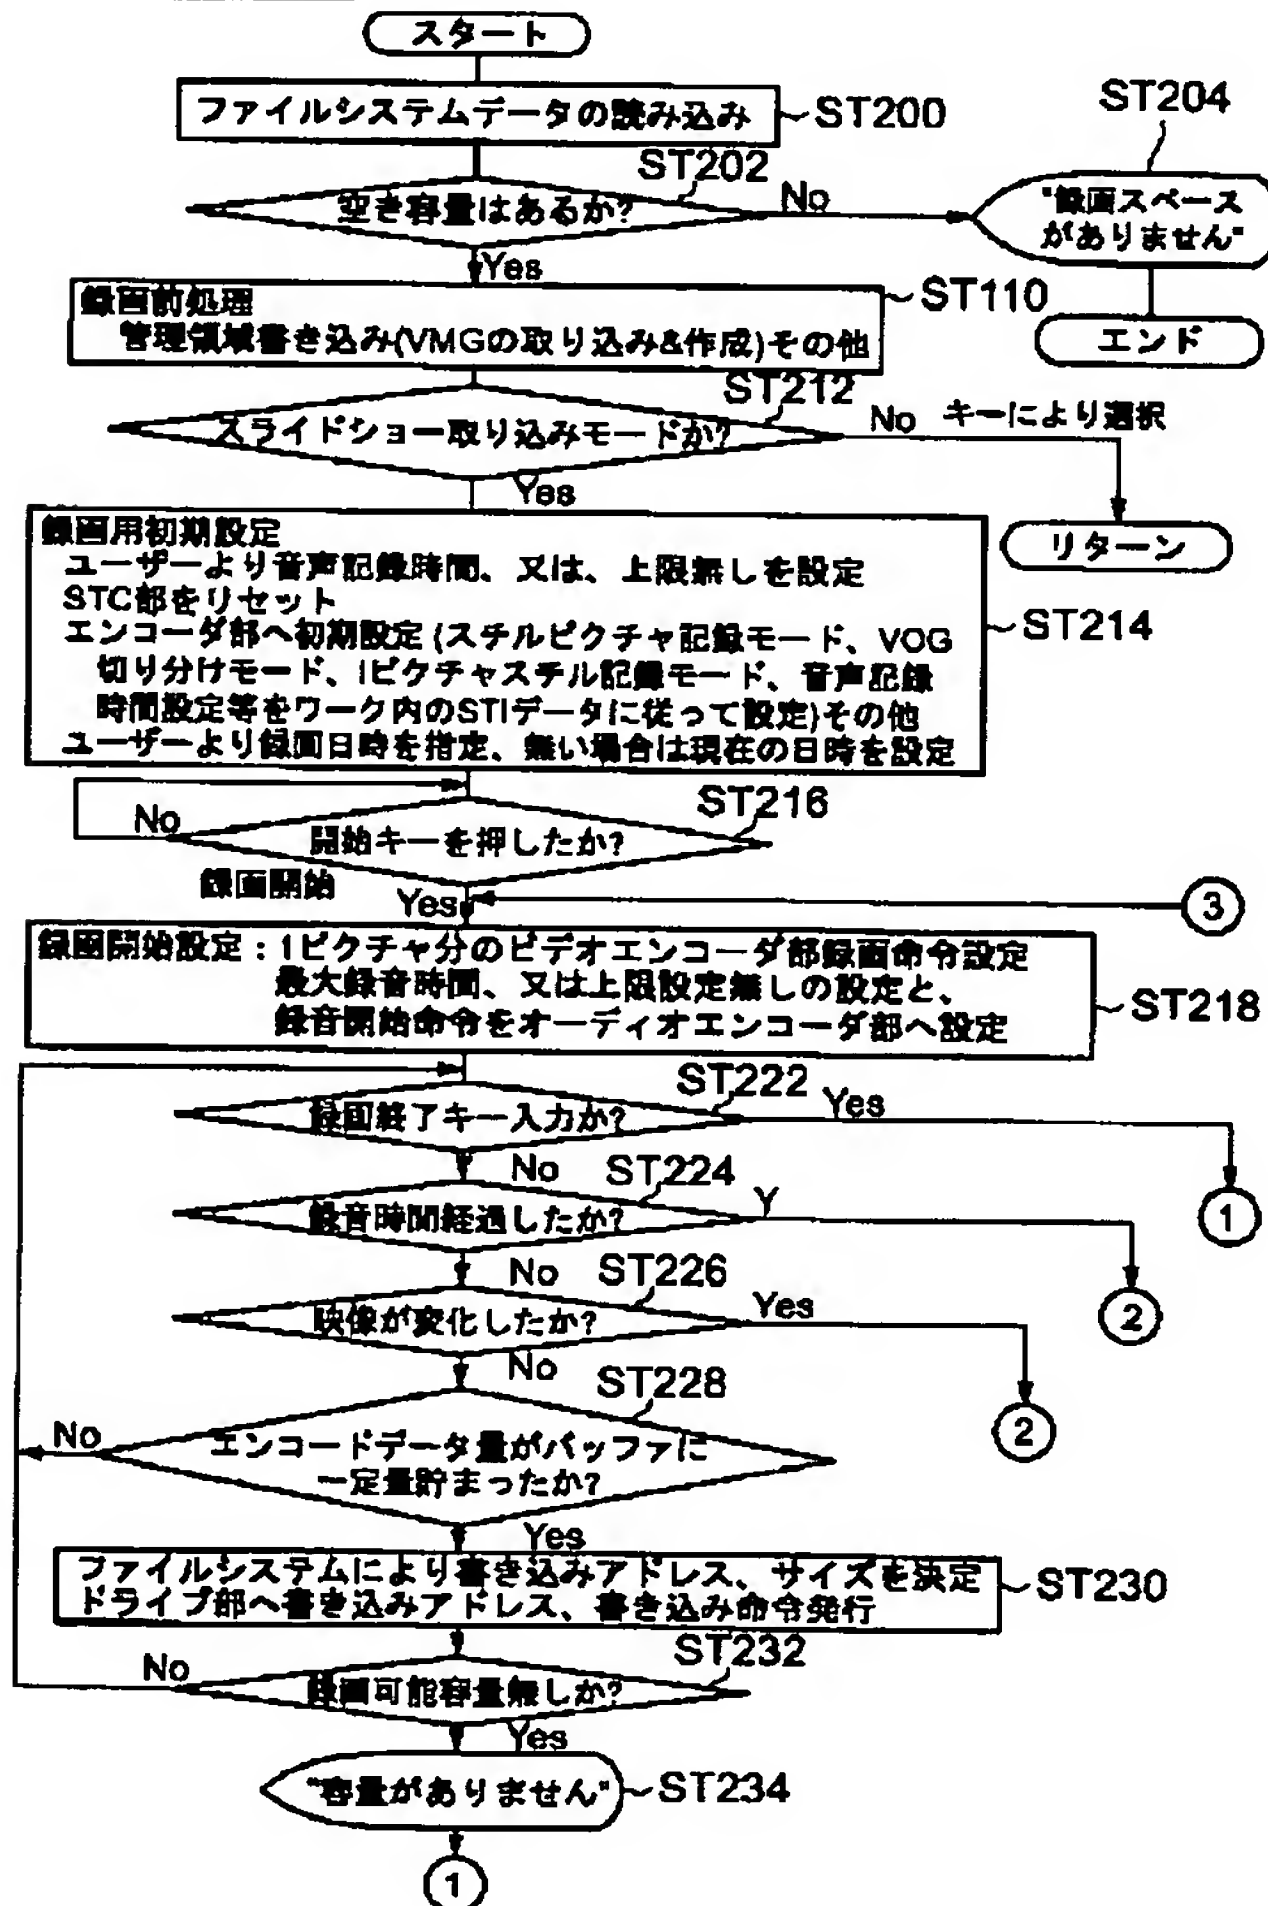 スタート
ファイルシステムデータの読み込み
ST200
ST204
ST202
空き容量はあるか?
No
"録画スペース
がありません"
Yes
エンド
ST110
録画前処理
管理領域書き込み(VMGの取り込み&作成)その他
ST212
スライドショー取り込みモードか?
No キーにより選択
Yes
リターン
録画用初期設定
ユーザーより音声記録時間、又は、上限無しを設定
STC部をリセット
エンコーダ部へ初期設定(スチルピクチャ記録モード、VOG
切り分けモード、Iピクチャスチル記録モード、音声記録
時間設定等をワーク内のSTIデータに従って設定)その他
ユーザーより録画日時を指定、無い場合は現在の日時を設定
ST214
ST216
No
開始キーを押したか?
録画開始
Yes
3
録画開始設定:1ピクチャ分のビデオエンコーダ部録画命令設定
最大録音時間、又は上限設定無しの設定と、
録音開始命令をオーディオエンコーダ部へ設定
ST218
ST222
録画終了キー入力か?
Yes
No
1
ST224
録音時間経過したか?
Y
No
2
ST226
映像が変化したか?
Yes
No
2
ST228
No
エンコードデータ量がバッファに
一定量貯まったか?
Yes
ファイルシステムにより書き込みアドレス、サイズを決定
ドライブ部へ書き込みアドレス、書き込み命令発行
ST230
ST232
No
録画可能容量無しか?
Yes
"容量がありません"
ST234
1